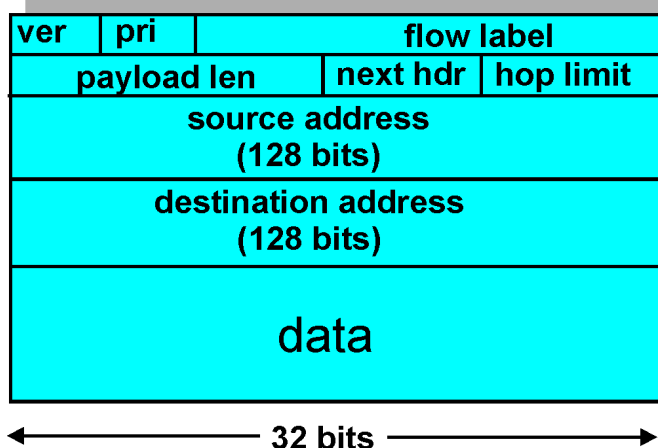 ver pri flow label
payload len next hdr hop limit
source address
(128 bits)
destination address
(128 bits)
data
32 bits